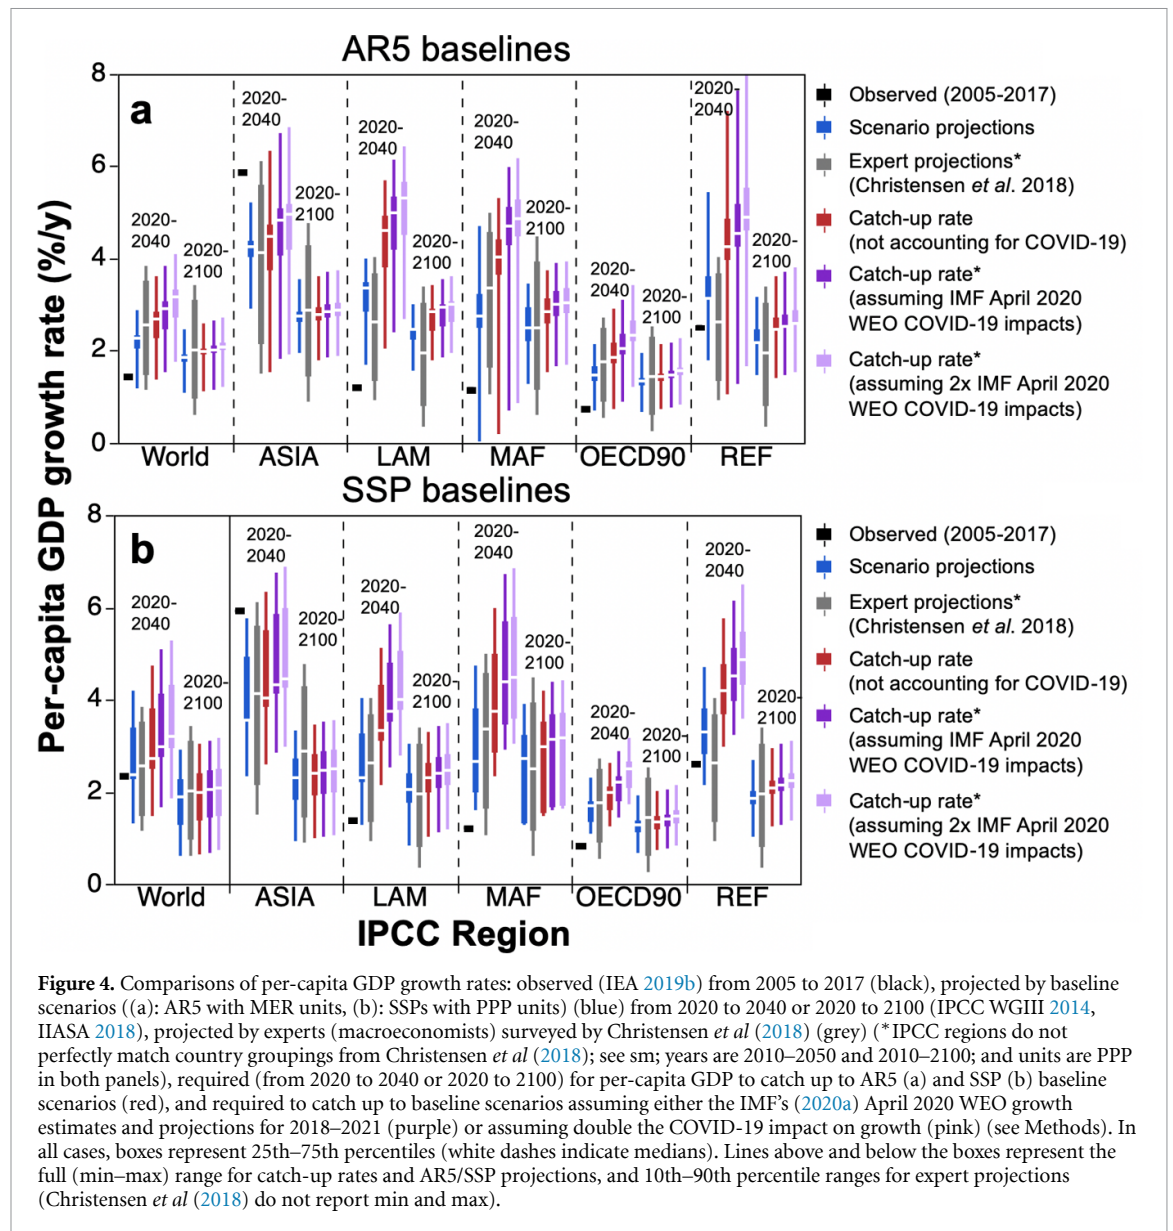 AR5 baselines
8
6
4
2
0
a
2020-
2040
2020-
2100
2020-
2040
2020-
2100
2020-
2040
2020-
2100
2020-
2040
2020-
2100
2020-
2040
2020-
2100
2020-
2040
2020-
2100
World ASIA LAM MAF OECD90 REF
Observed (2005-2017)
Scenario projections
Expert projections*
(Christensen et al. 2018)
Catch-up rate
(not accounting for COVID-19)
Catch-up rate*
(assuming IMF April 2020
WEO COVID-19 impacts)
Catch-up rate*
(assuming 2x IMF April 2020
WEO COVID-19 impacts)
Per-capita GDP growth rate (%/y)
SSP baselines
8
6
4
2
0
b
2020-
2040
2020-
2100
2020-
2040
2020-
2100
2020-
2040
2020-
2100
2020-
2040
2020-
2100
2020-
2040
2020-
2100
2020-
2040
2020-
2100
World ASIA LAM MAF OECD90 REF
Observed (2005-2017)
Scenario projections
Expert projections*
(Christensen et al. 2018)
Catch-up rate
(not accounting for COVID-19)
Catch-up rate*
(assuming IMF April 2020
WEO COVID-19 impacts)
Catch-up rate*
(assuming 2x IMF April 2020
WEO COVID-19 impacts)
IPCC Region
Figure 4. Comparisons of per-capita GDP growth rates: observed (IEA 2019b) from 2005 to 2017 (black), projected by baseline
scenarios ((a): AR5 with MER units, (b): SSPs with PPP units) (blue) from 2020 to 2040 or 2020 to 2100 (IPCC WGIII 2014,
IIASA 2018), projected by experts (macroeconomists) surveyed by Christensen et al (2018) (grey) (*IPCC regions do not
perfectly match country groupings from Christensen et al (2018); see sm; years are 2010–2050 and 2010–2100; and units are PPP
in both panels), required (from 2020 to 2040 or 2020 to 2100) for per-capita GDP to catch up to AR5 (a) and SSP (b) baseline
scenarios (red), and required to catch up to baseline scenarios assuming either the IMF's (2020a) April 2020 WEO growth
estimates and projections for 2018–2021 (purple) or assuming double the COVID-19 impact on growth (pink) (see Methods). In
all cases, boxes represent 25th–75th percentiles (white dashes indicate medians). Lines above and below the boxes represent the
full (min–max) range for catch-up rates and AR5/SSP projections, and 10th–90th percentile ranges for expert projections
(Christensen et al (2018) do not report min and max).